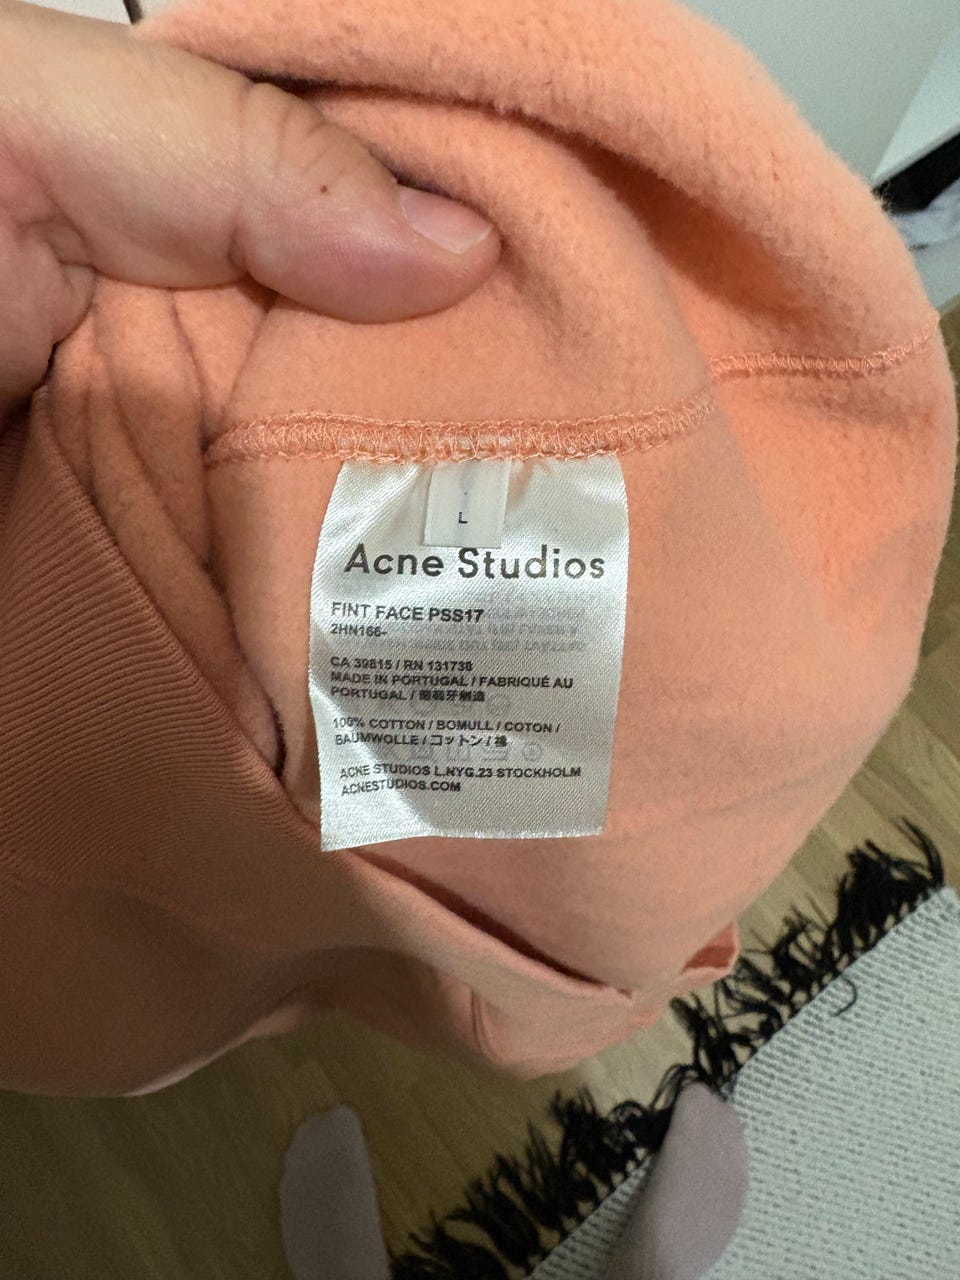 L
Acne Studios
FINT FACE PSS17
2HN166-
CA 39815 / RN 131738
MADE IN PORTUGAL / FABRIQUÉ AU
PORTUGAL / 葡萄牙制造
100% COTTON / BOMULL / COTON /
BAUMWOLLE / コットン / 棉
ACNE STUDIOS L.NYG.23 STOCKHOLM
ACNESTUDIOS.COM